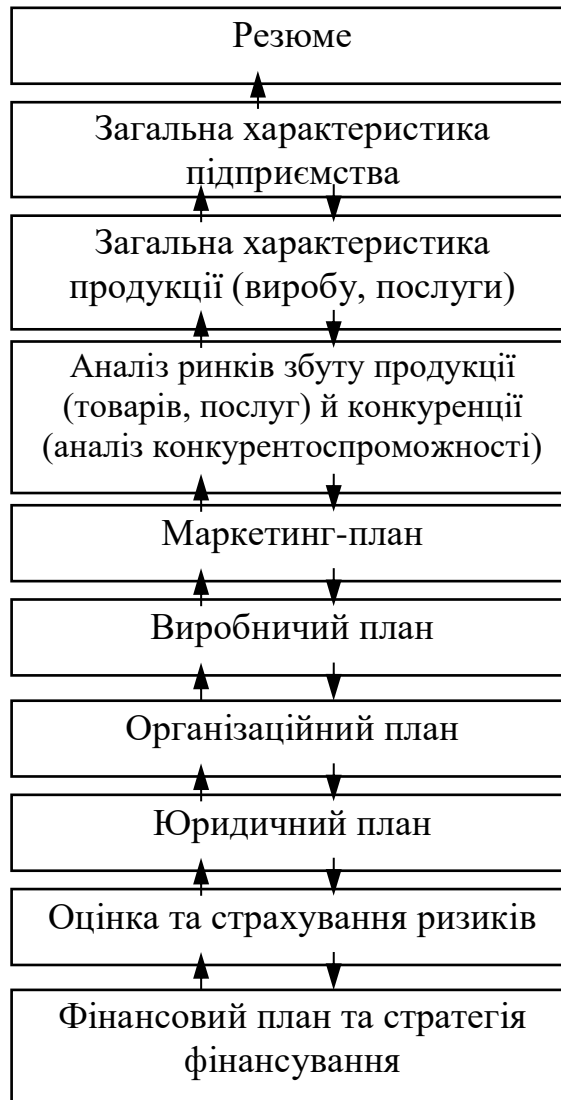 Резюме
Загальна характеристика
підприємства
Загальна характеристика
продукції (виробу, послуги)
Аналіз ринків збуту продукції
(товарів, послуг) й конкуренції
(аналіз конкурентоспроможності)
Маркетинг-план
Виробничий план
Організаційний план
Юридичний план
Оцінка та страхування ризиків
Фінансовий план та стратегія
фінансування